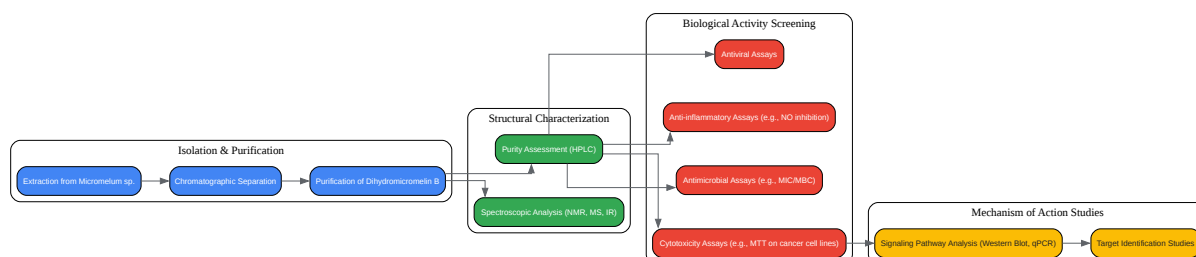 Isolation & Purification
Extraction from Micromelum sp.
Chromatographic Separation
Purification of Dihydromicromelin B
Structural Characterization
Purity Assessment (HPLC)
Spectroscopic Analysis (NMR, MS, IR)
Biological Activity Screening
Antiviral Assays
Anti-inflammatory Assays (e.g., NO inhibition)
Antimicrobial Assays (e.g., MIC/MBC)
Cytotoxicity Assays (e.g., MTT on cancer cell lines)
Mechanism of Action Studies
Signaling Pathway Analysis (Western Blot, qPCR)
Target Identification Studies